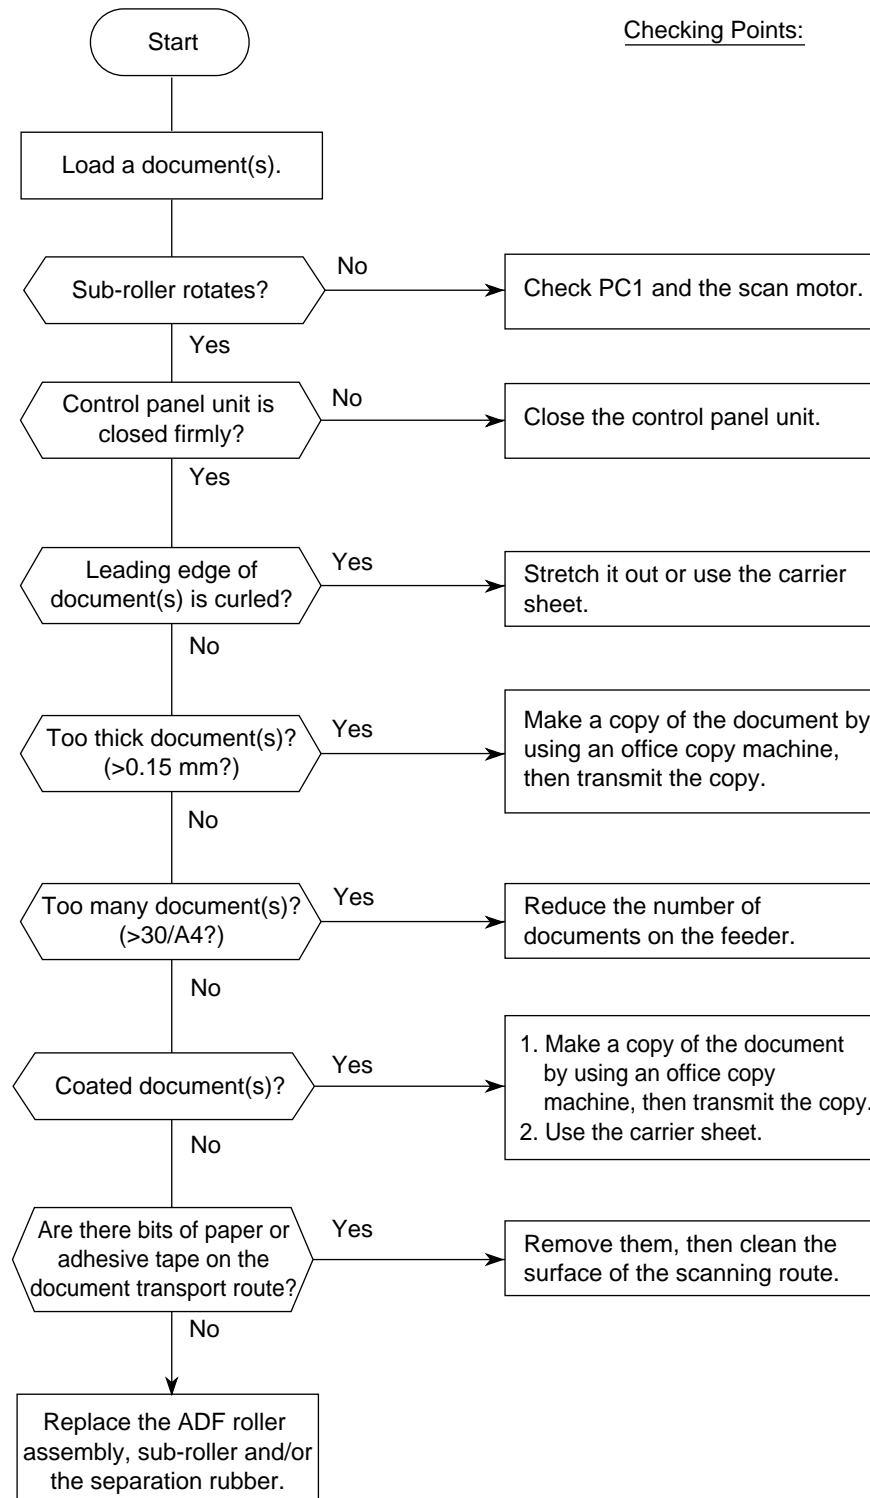 Start
Checking Points:
Load a document(s).
Sub-roller rotates?
No
Check PC1 and the scan motor.
Yes
Control panel unit is
closed firmly?
No
Close the control panel unit.
Yes
Leading edge of
document(s) is curled?
Yes
Stretch it out or use the carrier
sheet.
No
Too thick document(s)?
(>0.15 mm?)
Yes
Make a copy of the document by
using an office copy machine,
then transmit the copy.
No
Too many document(s)?
(>30/A4?)
Yes
Reduce the number of
documents on the feeder.
No
Coated document(s)?
Yes
1. Make a copy of the document
by using an office copy
machine, then transmit the copy.
2. Use the carrier sheet.
No
Are there bits of paper or
adhesive tape on the
document transport route?
Yes
Remove them, then clean the
surface of the scanning route.
No
Replace the ADF roller
assembly, sub-roller and/or
the separation rubber.